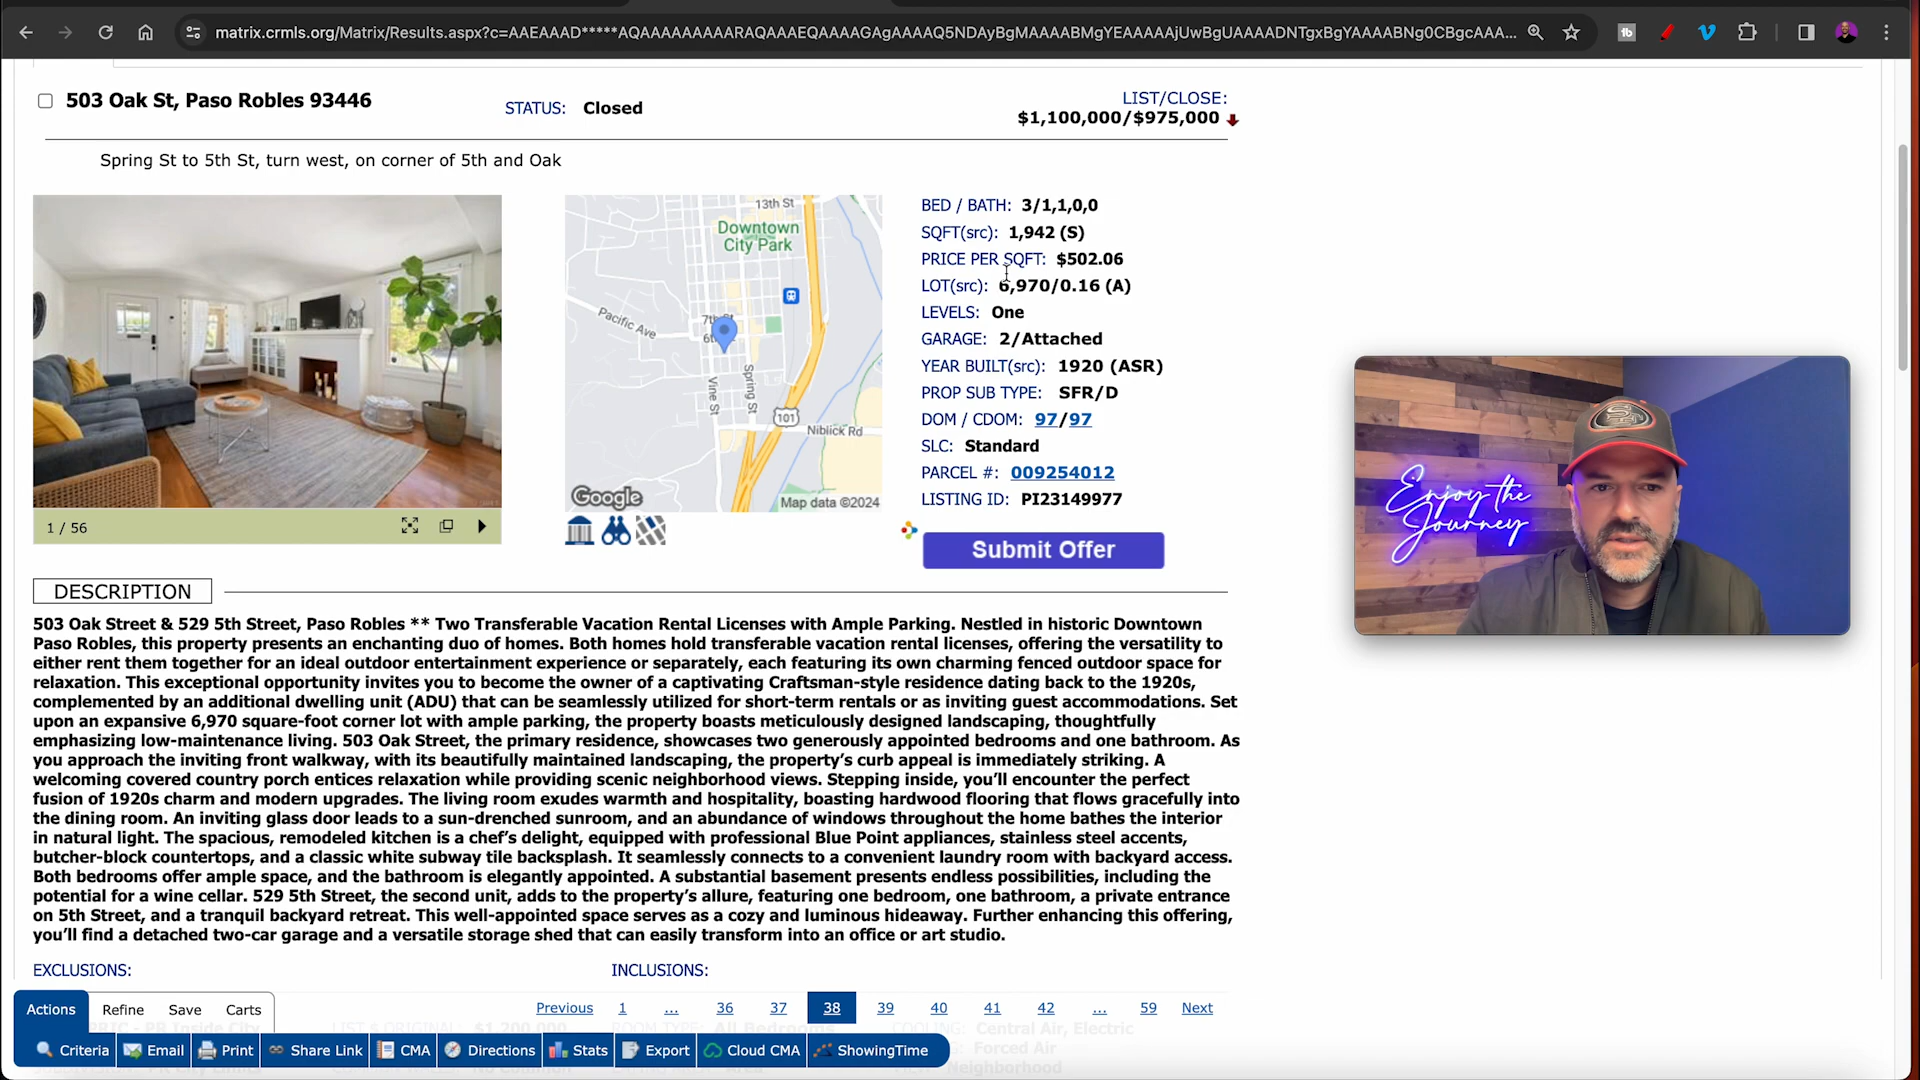 matrix.crmls.org/Matrix/Results.aspx?c=AAEAAAD*****AQAAAAAAAAARAQAAAEQAAAAGAgAAAAQ5NDAyBgMAAAABMgYEAAAAAjUwBgUAAAADNTgxBgYAAAABNg0CBgcAAA...
503 Oak St, Paso Robles 93446
STATUS: Closed
LIST/CLOSE:
$1,100,000/$975,000
Spring St to 5th St, turn west, on corner of 5th and Oak
13th St
Downtown
City Park
Pacific Ave
7th St
6th
Vine St
Spring St
101
Niblick Rd
Google
Map data ©2024
1 / 56
BED / BATH: 3/1,1,0,0
SQFT(src): 1,942 (S)
PRICE PER SQFT: $502.06
LOT(src): 6,970/0.16 (A)
LEVELS: One
GARAGE: 2/Attached
YEAR BUILT(src): 1920 (ASR)
PROP SUB TYPE: SFR/D
DOM / CDOM: 97/97
SLC: Standard
PARCEL #: 009254012
LISTING ID: PI23149977
Submit Offer
Enjoy the
Journey
SF
DESCRIPTION
503 Oak Street & 529 5th Street, Paso Robles ** Two Transferable Vacation Rental Licenses with Ample Parking. Nestled in historic Downtown
Paso Robles, this property presents an enchanting duo of homes. Both homes hold transferable vacation rental licenses, offering the versatility to
either rent them together for an ideal outdoor entertainment experience or separately, each featuring its own charming fenced outdoor space for
relaxation. This exceptional opportunity invites you to become the owner of a captivating Craftsman-style residence dating back to the 1920s,
complemented by an additional dwelling unit (ADU) that can be seamlessly utilized for short-term rentals or as inviting guest accommodations. Set
upon an expansive 6,970 square-foot corner lot with ample parking, the property boasts meticulously designed landscaping, thoughtfully
emphasizing low-maintenance living. 503 Oak Street, the primary residence, showcases two generously appointed bedrooms and one bathroom. As
you approach the inviting front walkway, with its beautifully maintained landscaping, the property's curb appeal is immediately striking. A
welcoming covered country porch entices relaxation while providing scenic neighborhood views. Stepping inside, you'll encounter the perfect
fusion of 1920s charm and modern upgrades. The living room exudes warmth and hospitality, boasting hardwood flooring that flows gracefully into
the dining room. An inviting glass door leads to a sun-drenched sunroom, and an abundance of windows throughout the home bathes the interior
in natural light. The spacious, remodeled kitchen is a chef's delight, equipped with professional Blue Point appliances, stainless steel accents,
butcher-block countertops, and a classic white subway tile backsplash. It seamlessly connects to a convenient laundry room with backyard access.
Both bedrooms offer ample space, and the bathroom is elegantly appointed. A substantial basement presents endless possibilities, including the
potential for a wine cellar. 529 5th Street, the second unit, adds to the property's allure, featuring one bedroom, one bathroom, a private entrance
on 5th Street, and a tranquil backyard retreat. This well-appointed space serves as a cozy and luminous hideaway. Further enhancing this offering,
you'll find a detached two-car garage and a versatile storage shed that can easily transform into an office or art studio.
EXCLUSIONS: INCLUSIONS:
Actions Refine Save Carts
Previous 1 ... 36 37 38 39 40 41 42 ... 59 Next
PRIC - PR Inside City LIST $ ORIGINAL: $1,200,000 ROOM TYPE: All Bedrooms COOLING: Central Air, Electric
Forced Air
Criteria Email Print Share Link CMA Directions Stats Export Cloud CMA ShowingTime
Neighborhood